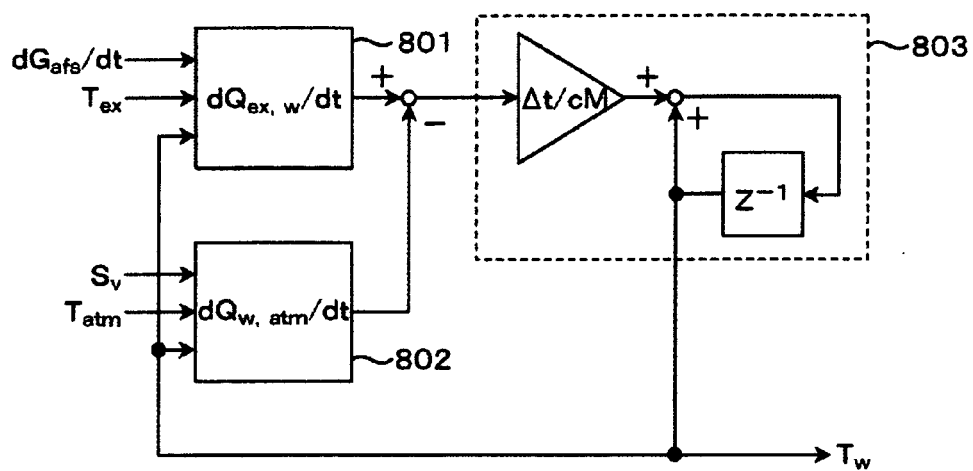 801
803
dG_afs/dt
T_ex
dQ_ex, w/dt
+
−
Δt/cM
+
+
Z⁻¹
S_v
T_atm
dQ_w, atm/dt
802
T_w